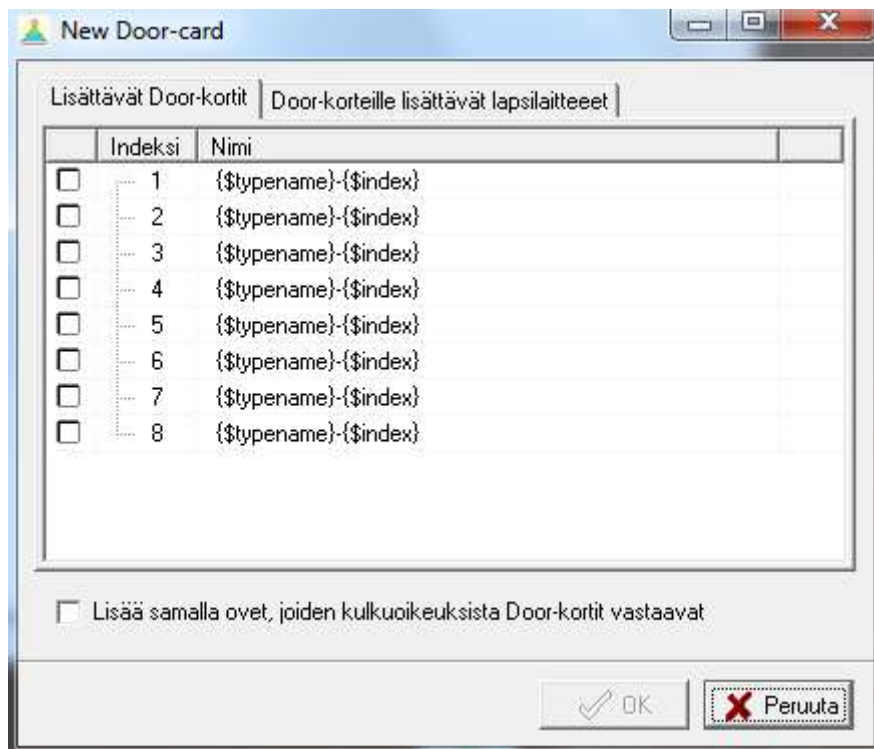 New Door-card
Lisättävät Door-kortit Door-korteille lisättävät lapsilaitteeet
Indeksi Nimi
1 {$typename}-{$index}
2 {$typename}-{$index}
3 {$typename}-{$index}
4 {$typename}-{$index}
5 {$typename}-{$index}
6 {$typename}-{$index}
7 {$typename}-{$index}
8 {$typename}-{$index}
Lisää samalla ovet, joiden kulkuoikeuksista Door-kortit vastaavat
OK Peruuta